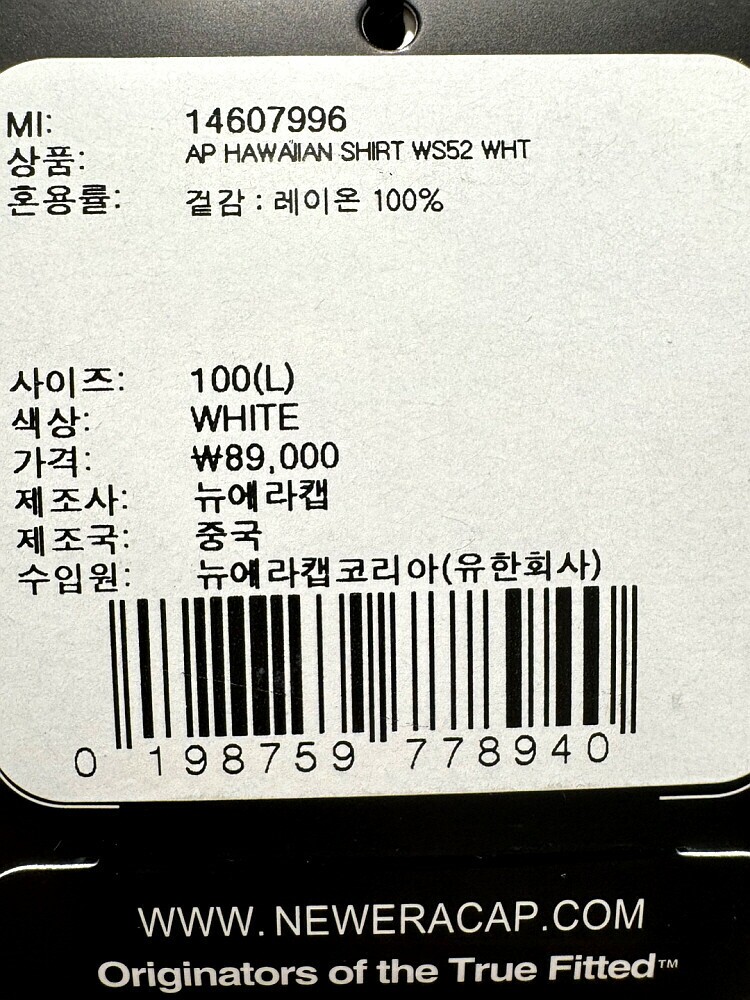 MI: 14607996
상품: AP HAWAIIAN SHIRT WS52 WHT
혼용률: 겉감 : 레이온 100%
사이즈: 100(L)
색상: WHITE
가격: ₩89,000
제조사: 뉴에라캡
제조국: 중국
수입원: 뉴에라캡코리아(유한회사)
0 198759 778940
WWW.NEWERACAP.COM
Originators of the True Fitted™